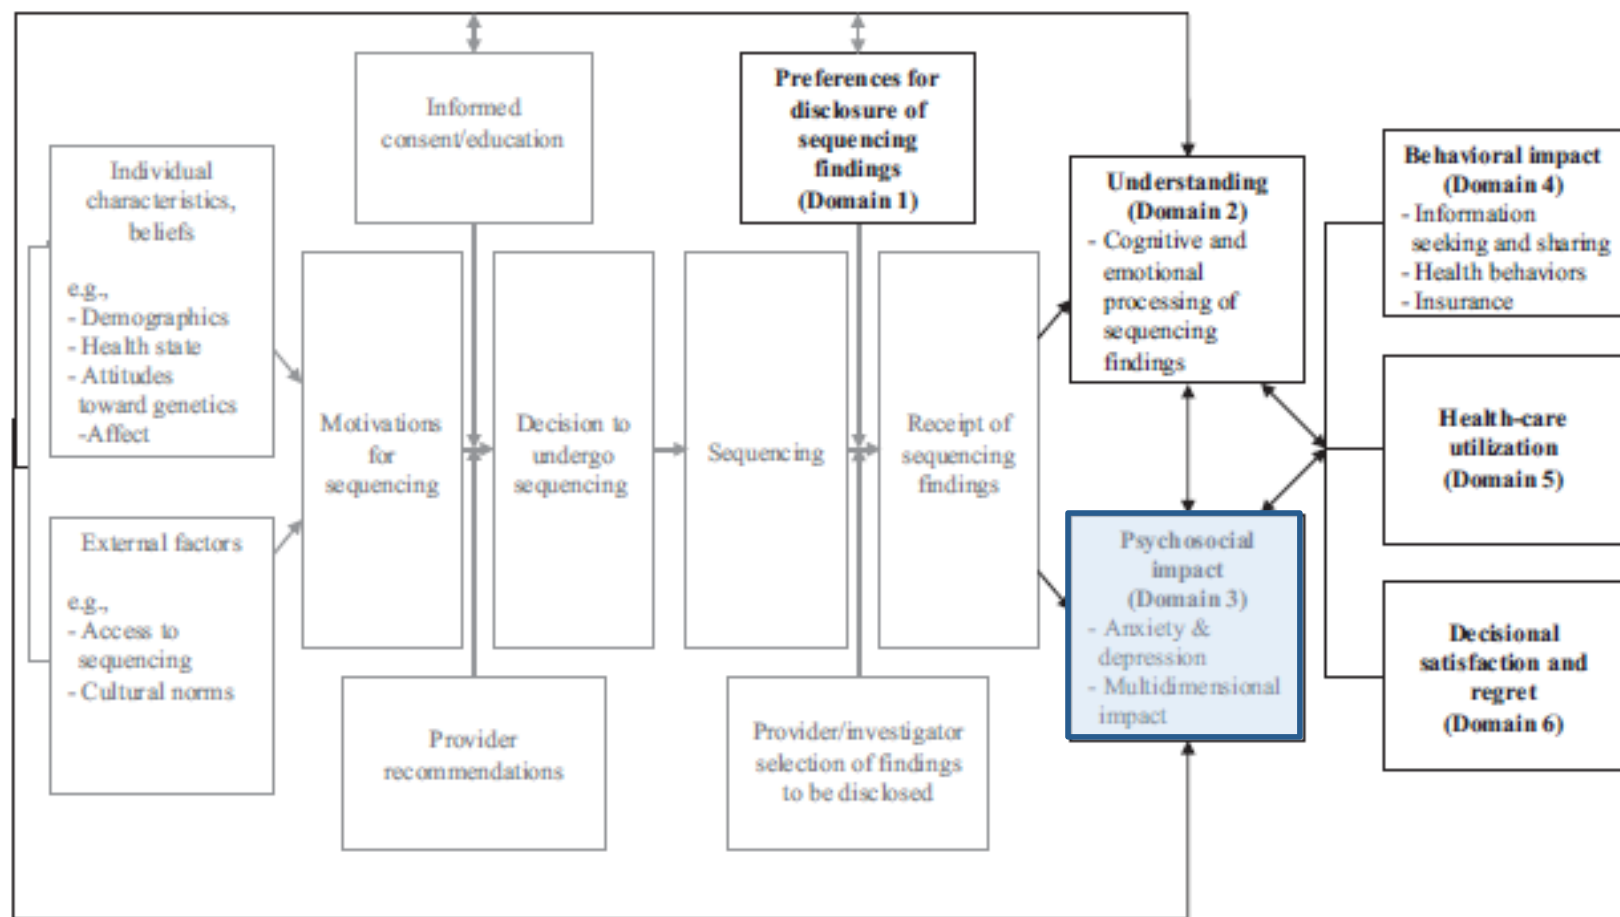 Informed
consent/education
Preferences for
disclosure of
sequencing
findings
(Domain 1)
Individual
characteristics,
beliefs
e.g.,
- Demographics
- Health state
- Attitudes
toward genetics
-Affect
External factors
e.g.,
- Access to
sequencing
- Cultural norms
Motivations
for
sequencing
Decision to
undergo
sequencing
Sequencing
Receipt of
sequencing
findings
Provider
recommendations
Provider/investigator
selection of findings
to be disclosed
Understanding
(Domain 2)
- Cognitive and
emotional
processing of
sequencing
findings
Psychosocial
impact
(Domain 3)
- Anxiety &
depression
- Multidimensional
impact
Behavioral impact
(Domain 4)
- Information
seeking and sharing
- Health behaviors
- Insurance
Health-care
utilization
(Domain 5)
Decisional
satisfaction and
regret
(Domain 6)